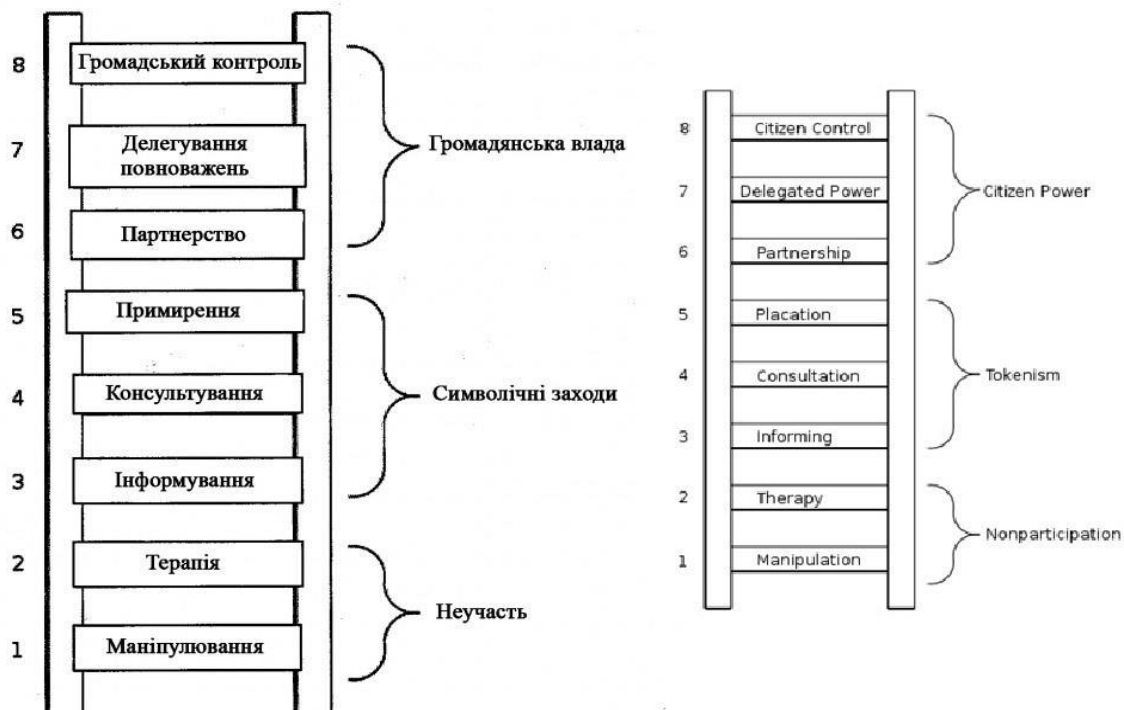 8
Громадський контроль
7
Делегування
повноважень
Громадянська влада
6
Партнерство
5
Примирення
4
Консультування
Символічні заходи
3
Інформування
2
Терапія
Неучасть
1
Маніпулювання
8
Citizen Control
7
Delegated Power
Citizen Power
6
Partnership
5
Placation
4
Consultation
Tokenism
3
Informing
2
Therapy
Nonparticipation
1
Manipulation